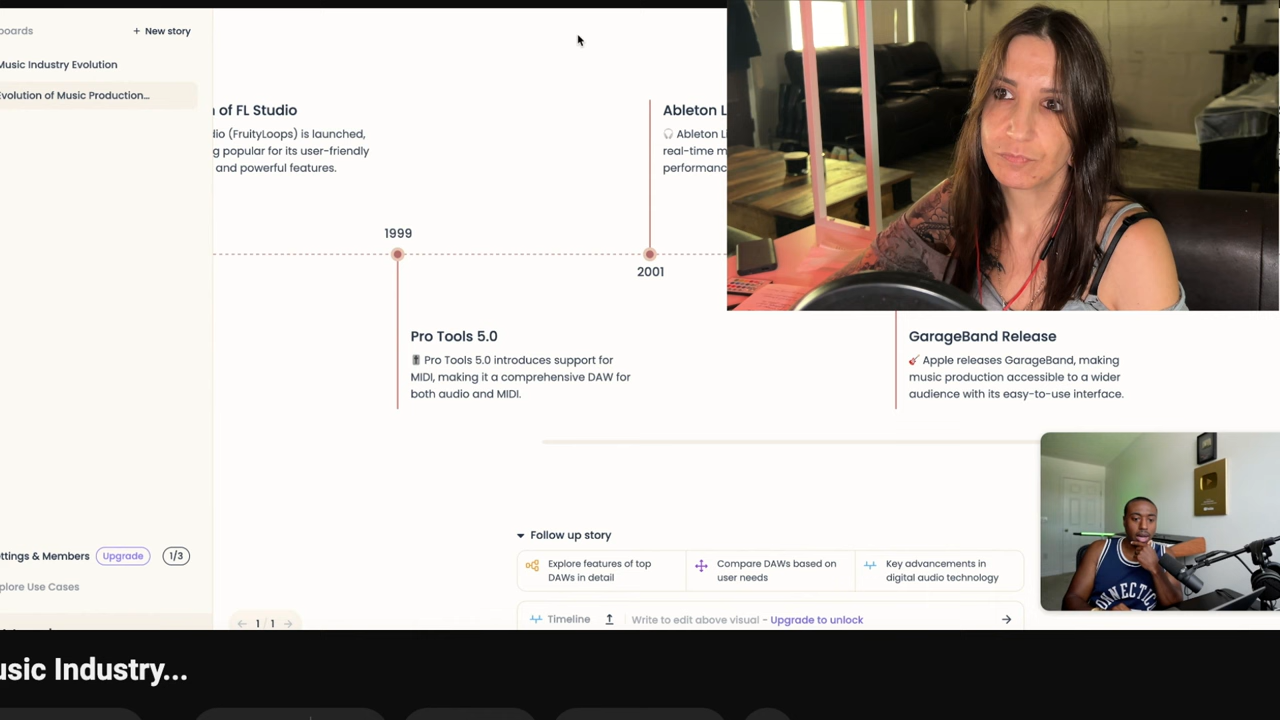 boards
+ New story
Music Industry Evolution
Evolution of Music Production...
of FL Studio
dio (FruityLoops) is launched,
g popular for its user-friendly
and powerful features.
Ableton L
Ableton Li
real-time m
performanc
1999
2001
Pro Tools 5.0
Pro Tools 5.0 introduces support for
MIDI, making it a comprehensive DAW for
both audio and MIDI.
GarageBand Release
Apple releases GarageBand, making
music production accessible to a wider
audience with its easy-to-use interface.
Follow up story
Explore features of top
DAWs in detail
Compare DAWs based on
user needs
Key advancements in
digital audio technology
ettings & Members
Upgrade
1/3
plore Use Cases
1 / 1
Timeline
Write to edit above visual - Upgrade to unlock
CONNECTIC
usic Industry...